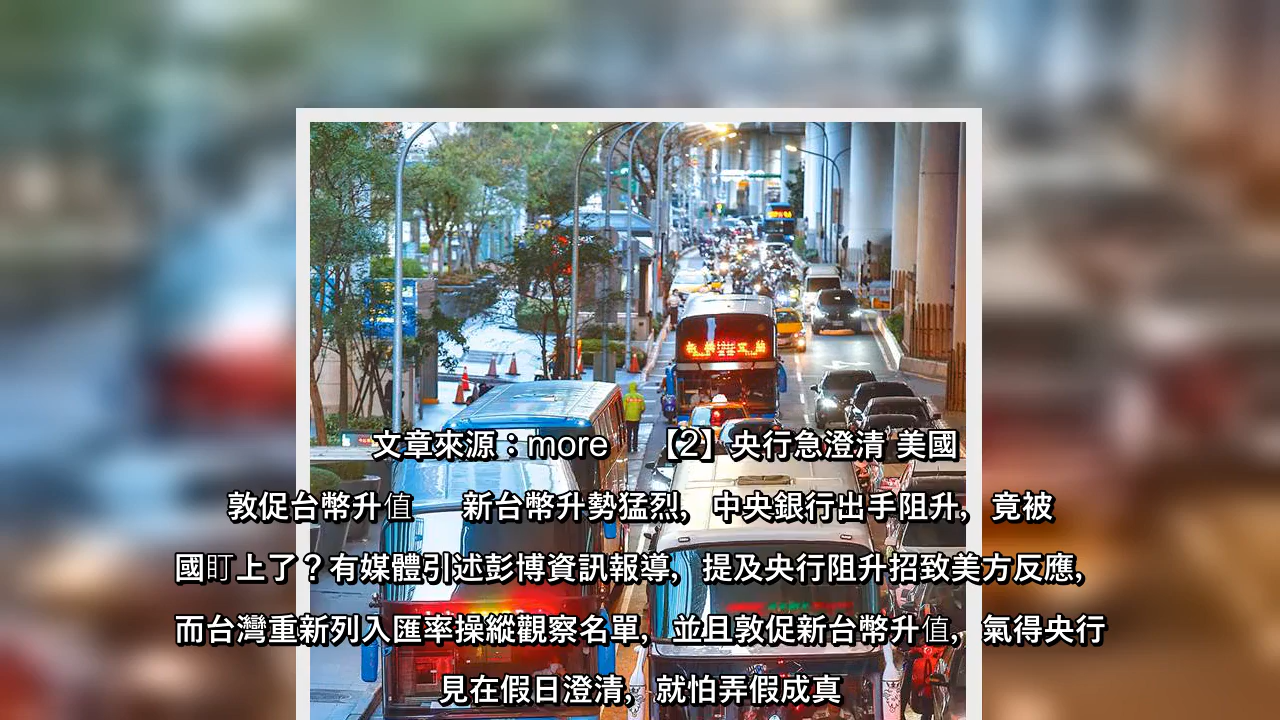 文章來源：more 【2】央行急澄清 美國
敦促台幣升值 新台幣升勢猛烈，中央銀行出手阻升，竟被
國盯上了？有媒體引述彭博資訊報導，提及央行阻升招致美方反應，
而台灣重新列入匯率操縱觀察名單，並且敦促新台幣升值，氣得央行
見在假日澄清，就怕弄假成真